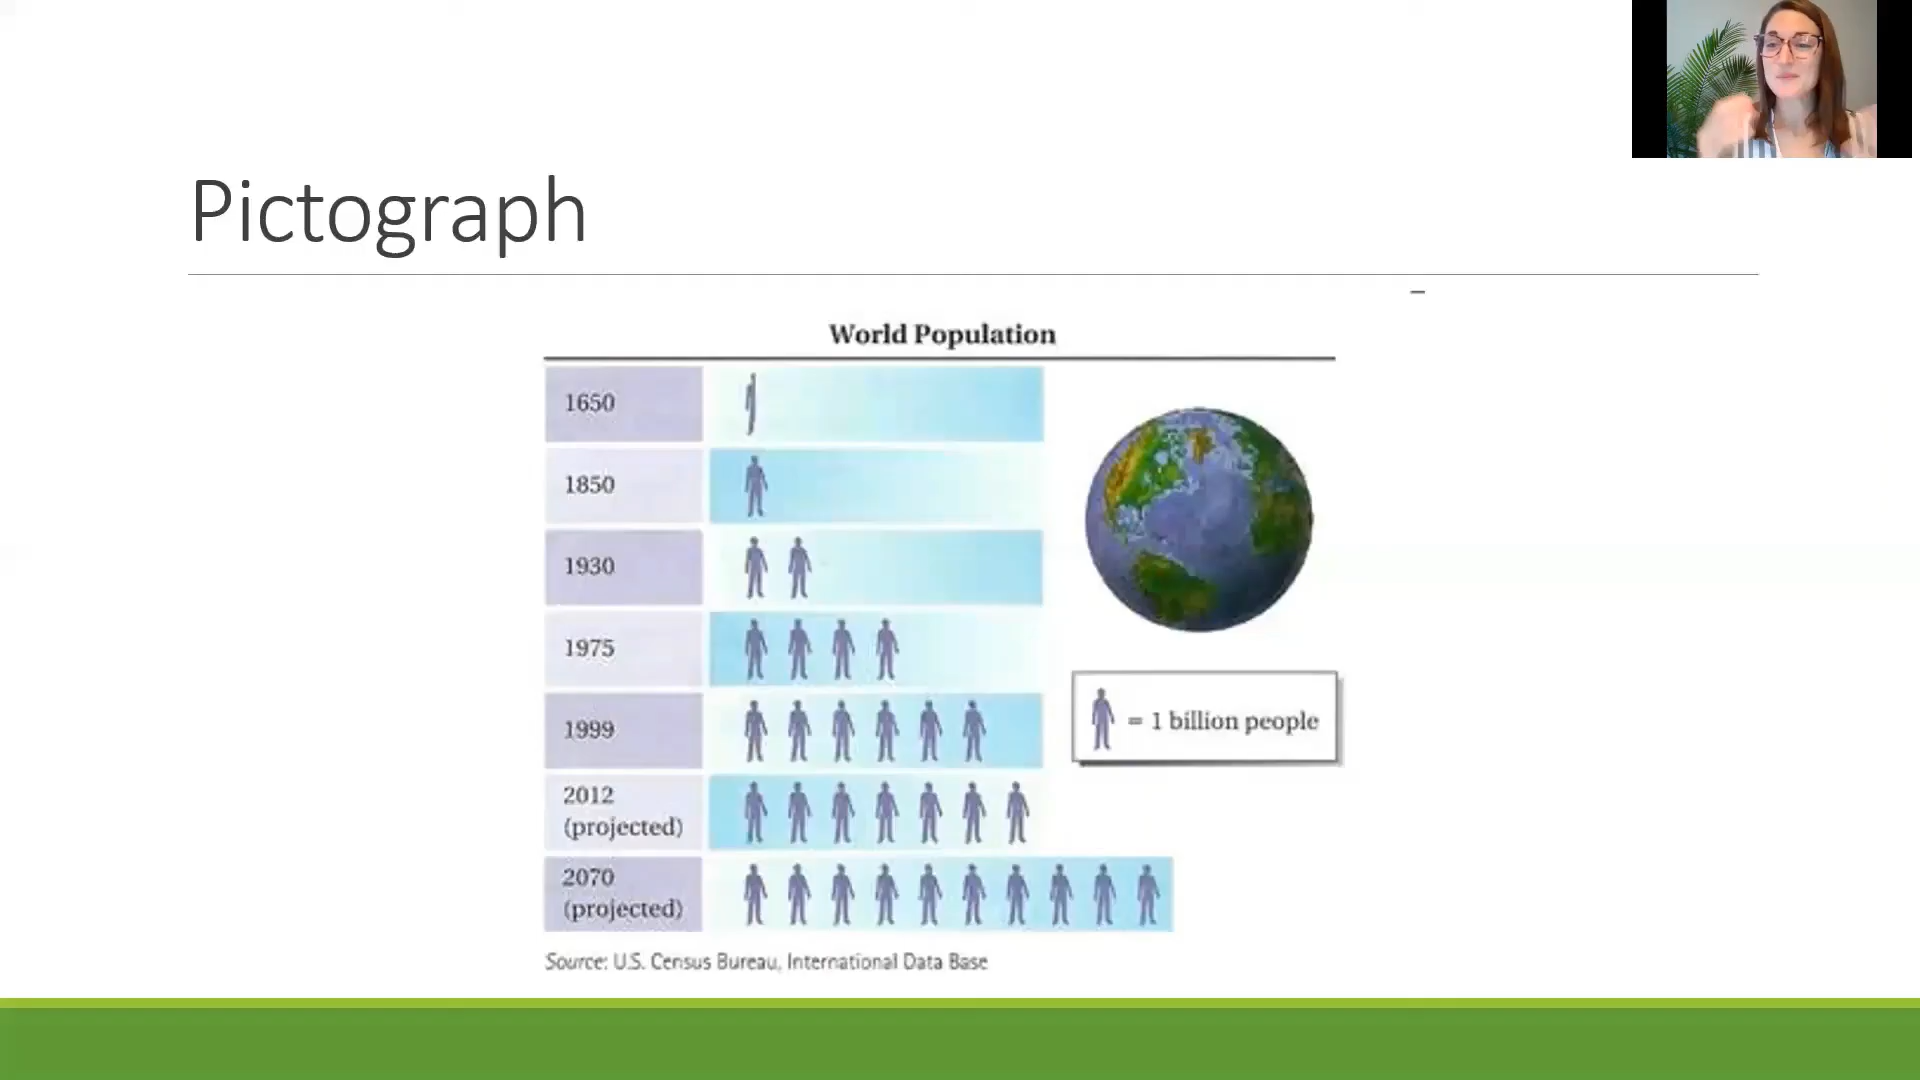 Pictograph
World Population
1650
1850
1930
1975
1999
2012
(projected)
2070
(projected)
= 1 billion people
Source: U.S. Census Bureau, International Data Base